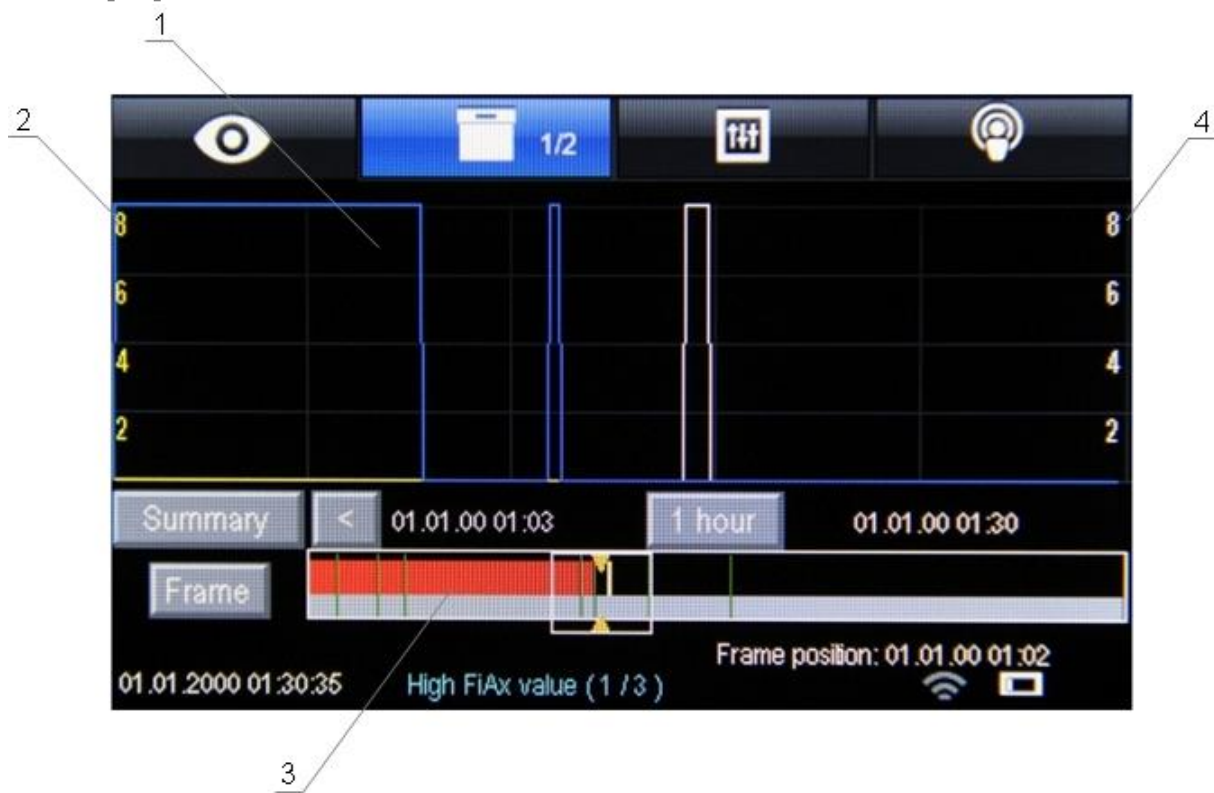 1
2
4
1/2
8 8
6 6
4 4
2 2
Summary < 01.01.00 01:03 1 hour 01.01.00 01:30
Frame
Frame position: 01.01.00 01:02
01.01.2000 01:30:35 High FiAx value ( 1 / 3 )
3